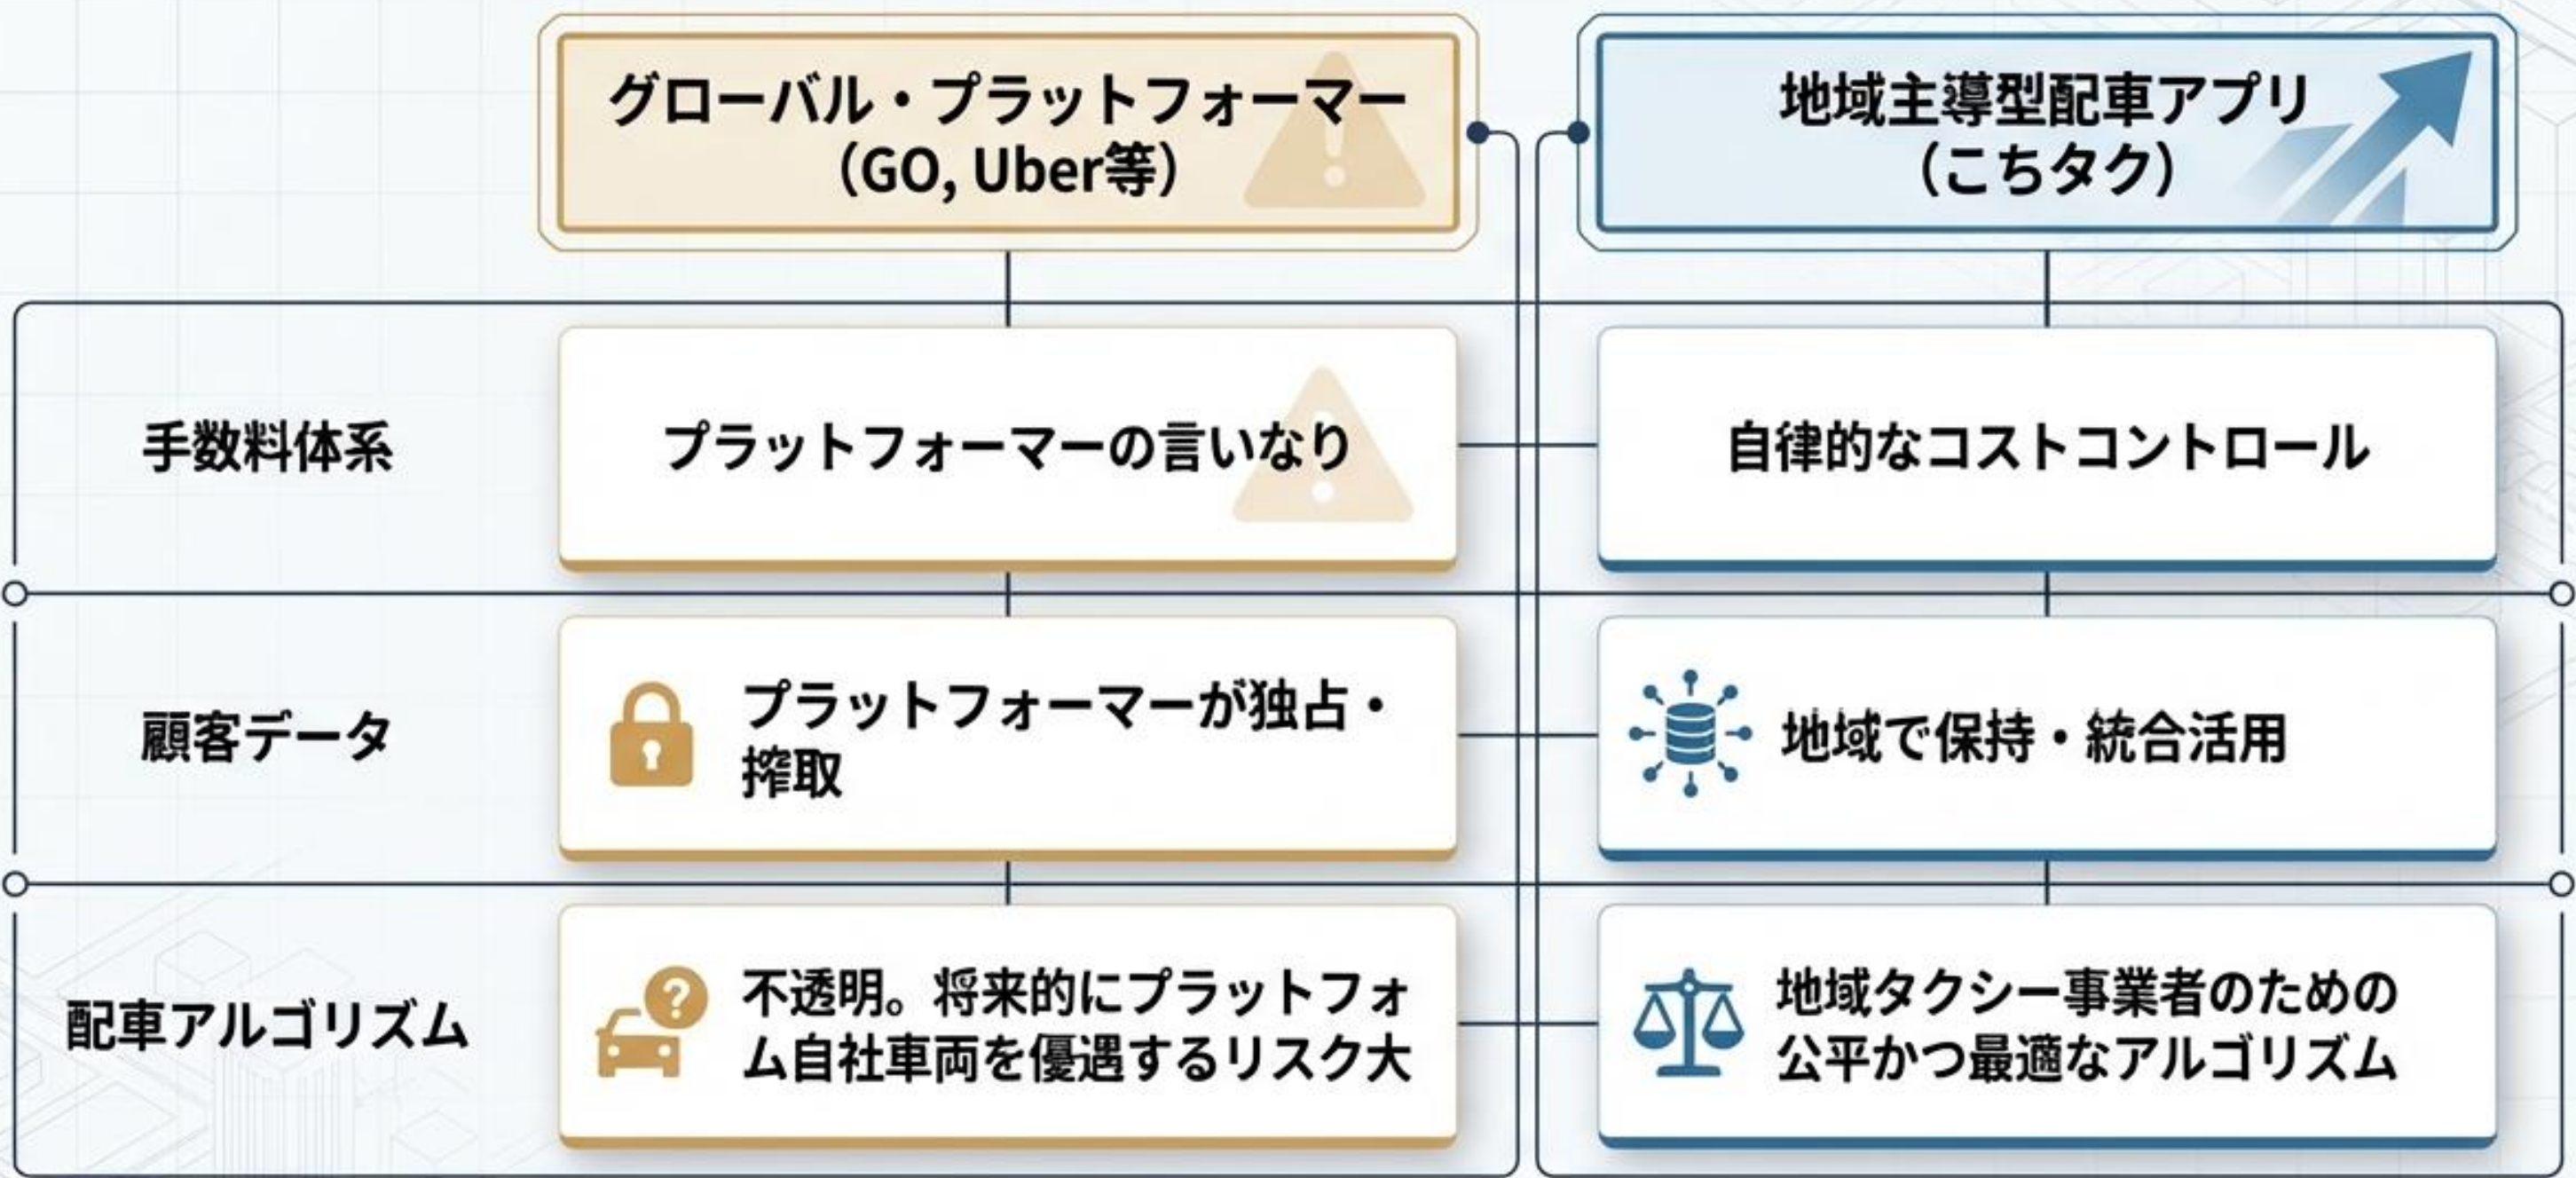 グローバル・プラットフォーマー
（GO, Uber等）
地域主導型配車アプリ
（こちタク）
手数料体系
プラットフォーマーの言いなり
自律的なコストコントロール
顧客データ
プラットフォーマーが独占・
搾取
地域で保持・統合活用
配車アルゴリズム
不透明。将来的にプラットフォ
ーム自社車両を優遇するリスク大
地域タクシー事業者のための
公平かつ最適なアルゴリズム